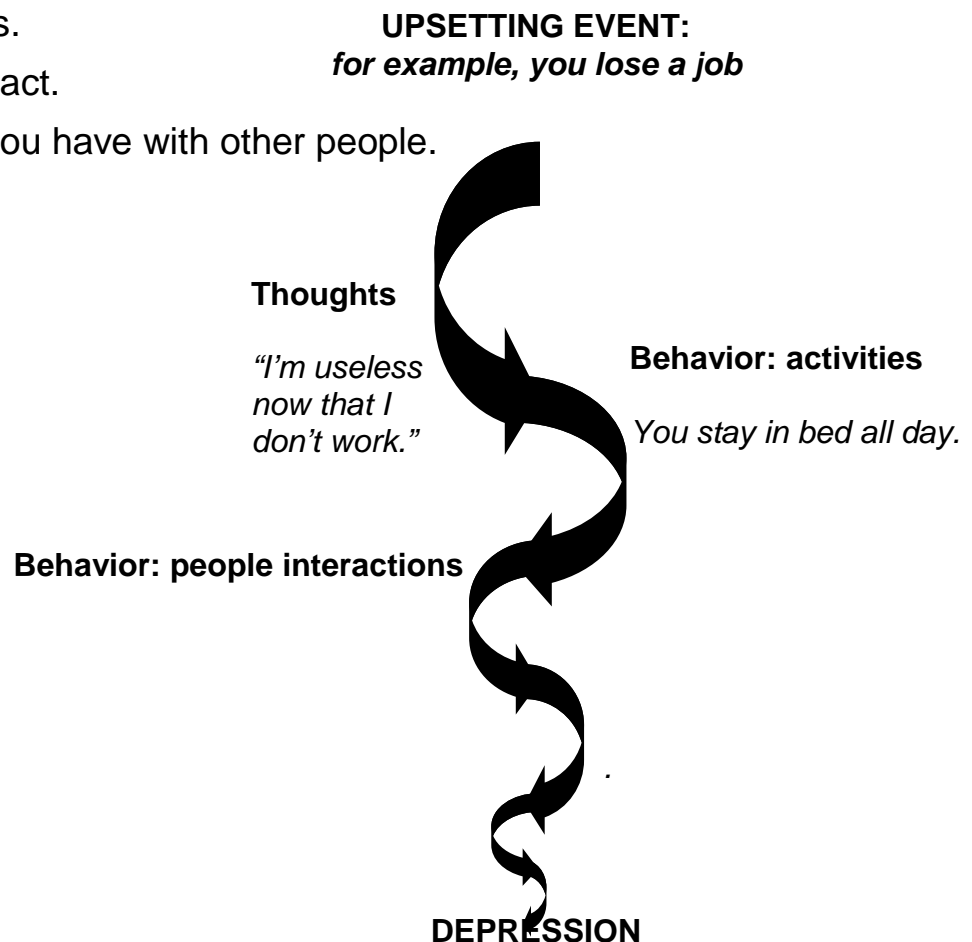 s.
act.
ou have with other people.
UPSETTING EVENT:
for example, you lose a job
Thoughts
“I’m useless
now that I
don’t work.”
Behavior: activities
You stay in bed all day.
Behavior: people interactions
.
DEPRESSION